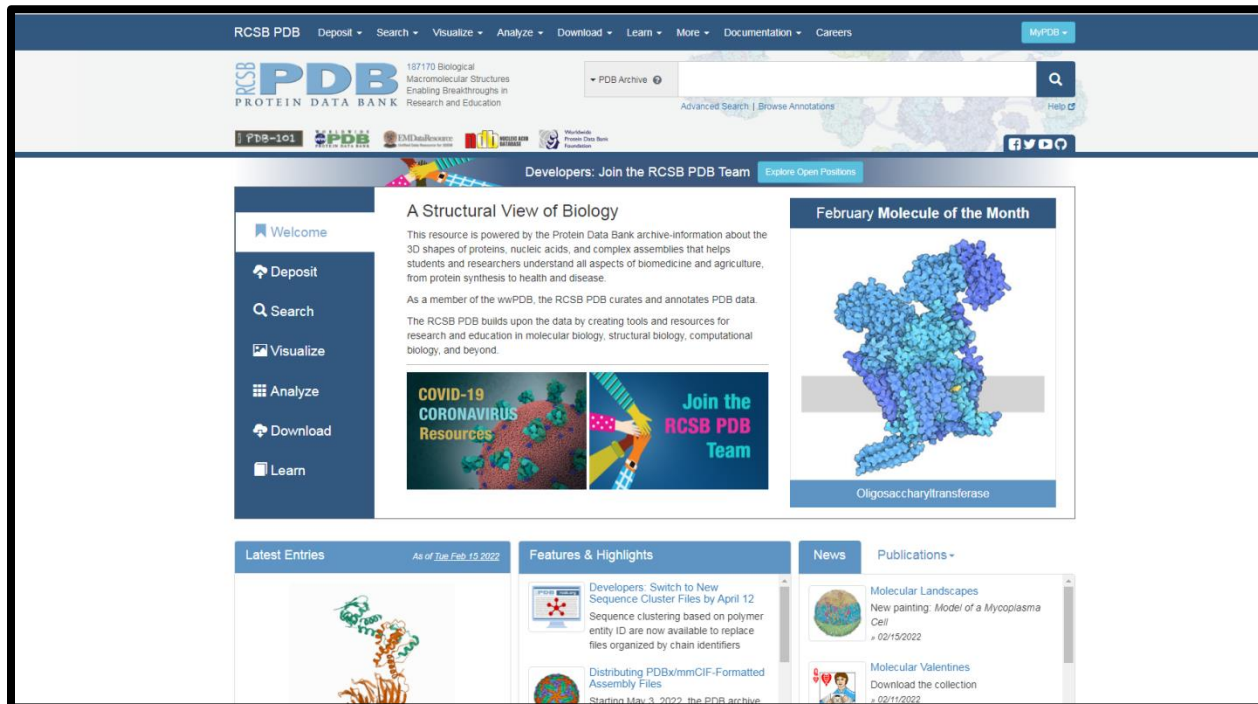 RCSB PDB Deposit Search Visualize Analyze Download Learn More Documentation Careers MyPDB
RCSB
PDB
PROTEIN DATA BANK
187170 Biological
Macromolecular Structures
Enabling Breakthroughs in
Research and Education
PDB Archive
Advanced Search | Browse Annotations
Help
PDB-101
PDB
EMDataResource
NUCLEIC ACID
DATABASE
Worldwide
Protein Data Bank
Foundation
Developers: Join the RCSB PDB Team Explore Open Positions
Welcome
Deposit
Search
Visualize
Analyze
Download
Learn
A Structural View of Biology
This resource is powered by the Protein Data Bank archive-information about the
3D shapes of proteins, nucleic acids, and complex assemblies that helps
students and researchers understand all aspects of biomedicine and agriculture,
from protein synthesis to health and disease.
As a member of the wwPDB, the RCSB PDB curates and annotates PDB data.
The RCSB PDB builds upon the data by creating tools and resources for
research and education in molecular biology, structural biology, computational
biology, and beyond.
COVID-19
CORONAVIRUS
Resources
Join the
RCSB PDB
Team
February Molecule of the Month
Oligosaccharyltransferase
Latest Entries As of Tue Feb 15 2022
Features & Highlights
Developers: Switch to New
Sequence Cluster Files by April 12
Sequence clustering based on polymer
entity ID are now available to replace
files organized by chain identifiers
Distributing PDBx/mmCIF-Formatted
Assembly Files
Starting May 3, 2022, the PDB archive
News Publications
Molecular Landscapes
New painting: Model of a Mycoplasma
Cell
» 02/15/2022
Molecular Valentines
Download the collection
» 02/11/2022